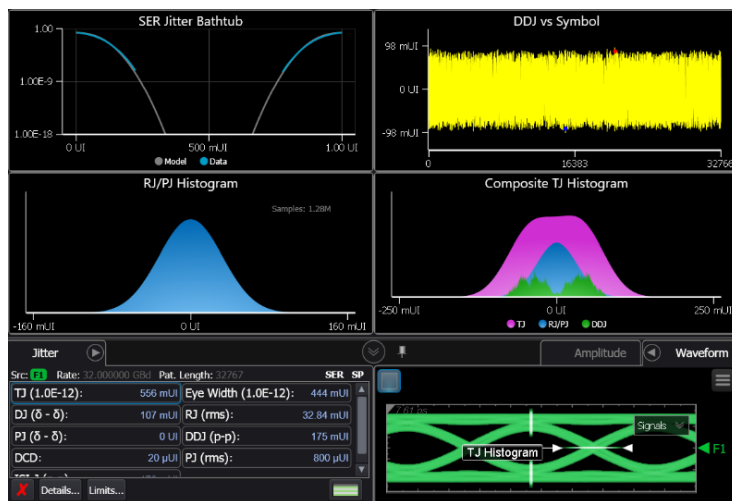 SER Jitter Bathtub
1.00
1.00E-9
1.00E-18
0 UI
500 mUI
1.00 UI
Model
Data
DDJ vs Symbol
98 mUI
0 UI
-98 mUI
0
16383
32766
RJ/PJ Histogram
Samples: 1.28M
-160 mUI
0 UI
160 mUI
Composite TJ Histogram
-250 mUI
0 UI
250 mUI
TJ
RJ/PJ
DDJ
Jitter
Amplitude
Waveform
Src: F1 Rate: 32.000000 GBd Pat. Length: 32767 SER SP
TJ (1.0E-12): 556 mUI Eye Width (1.0E-12): 444 mUI
DJ (δ - δ): 107 mUI RJ (rms): 32.84 mUI
PJ (δ - δ): 0 UI DDJ (p-p): 175 mUI
DCD: 20 μUI PJ (rms): 800 μUI
Details... Limits...
7.61 ps
Signals
TJ Histogram
F1